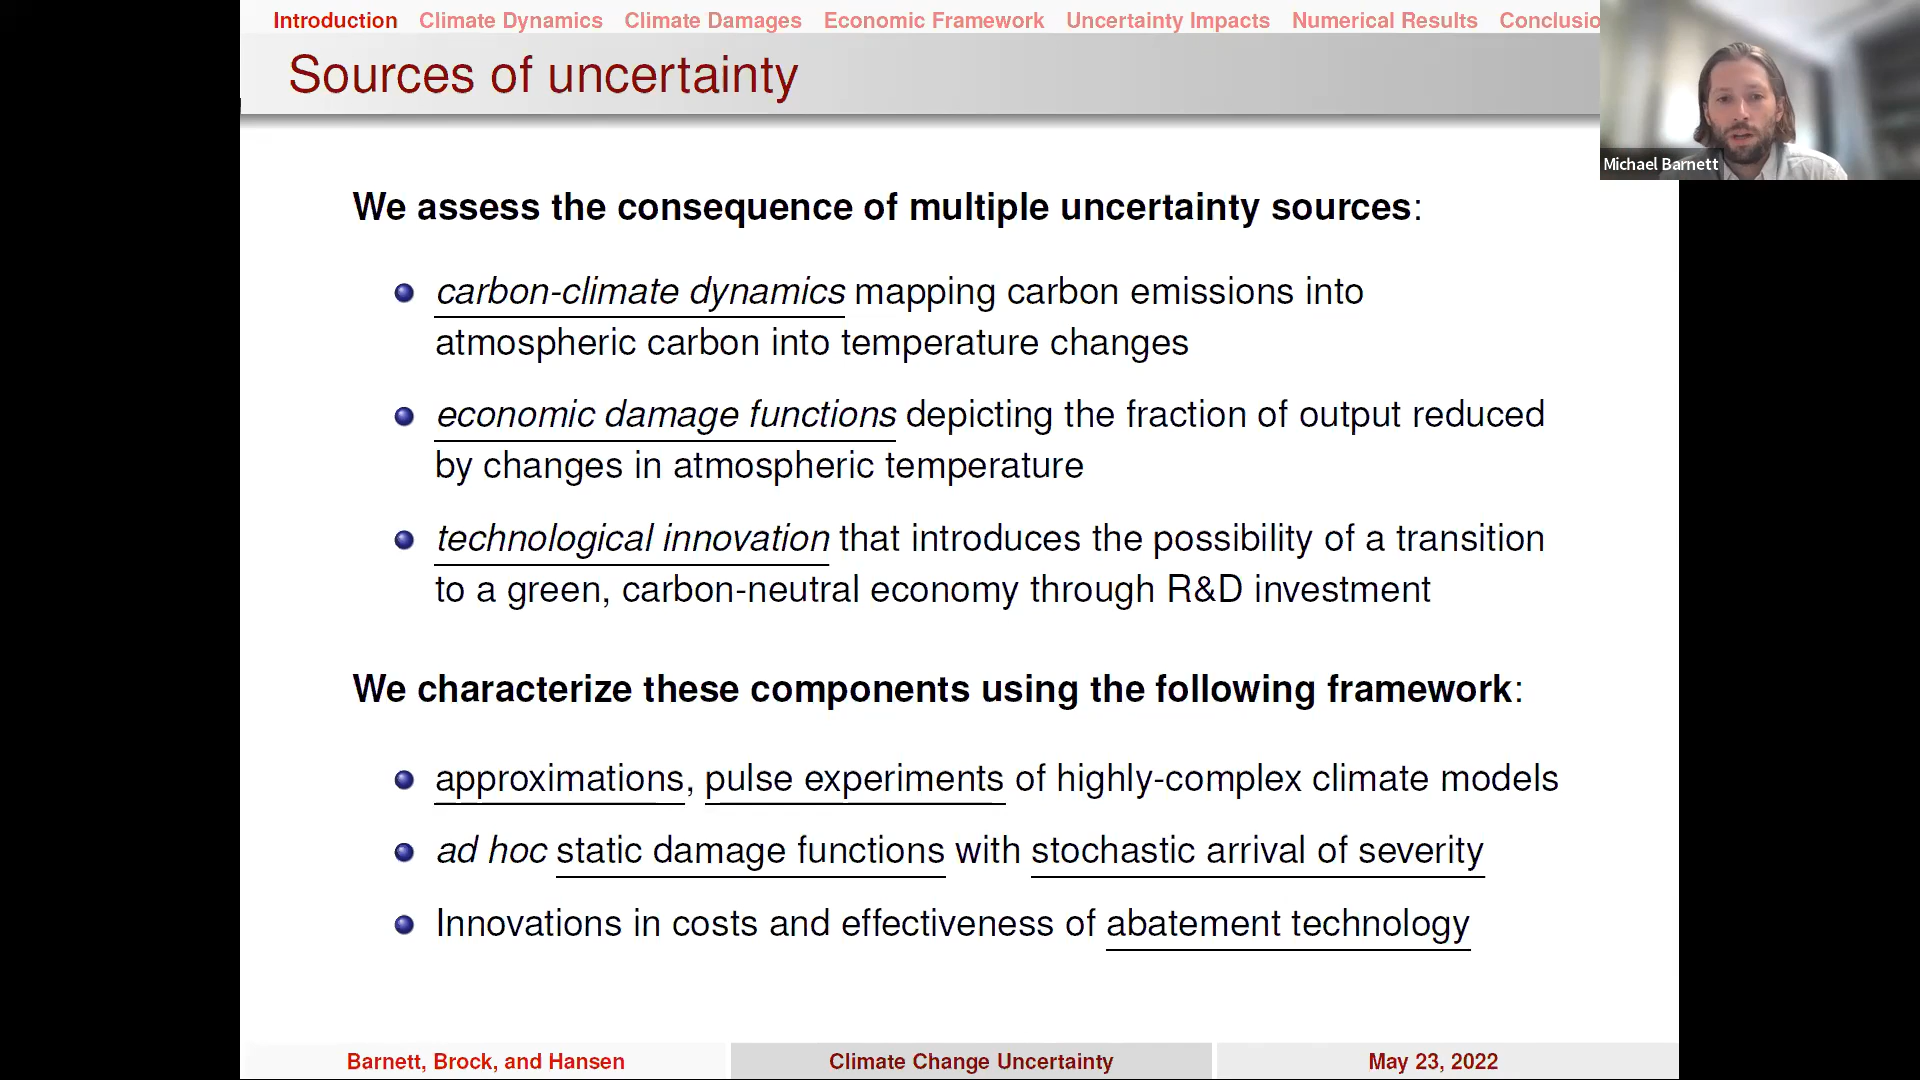 Introduction Climate Dynamics Climate Damages Economic Framework Uncertainty Impacts Numerical Results Conclusio
Sources of uncertainty
Michael Barnett
We assess the consequence of multiple uncertainty sources:
carbon-climate dynamics mapping carbon emissions into
atmospheric carbon into temperature changes
economic damage functions depicting the fraction of output reduced
by changes in atmospheric temperature
technological innovation that introduces the possibility of a transition
to a green, carbon-neutral economy through R&D investment
We characterize these components using the following framework:
approximations, pulse experiments of highly-complex climate models
ad hoc static damage functions with stochastic arrival of severity
Innovations in costs and effectiveness of abatement technology
Barnett, Brock, and Hansen Climate Change Uncertainty May 23, 2022